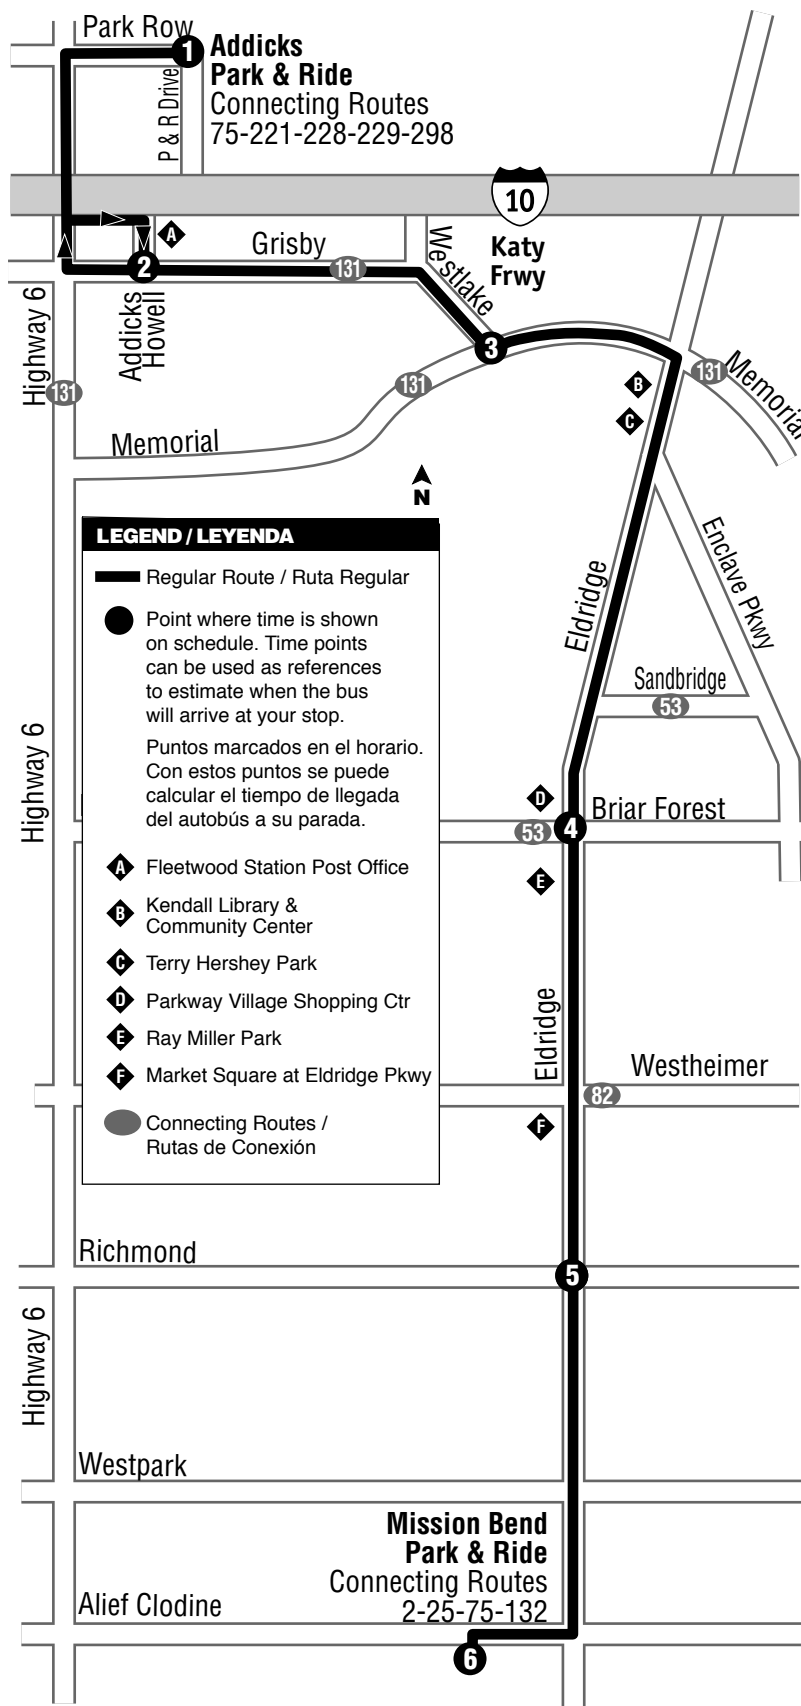 Park Row
1
Addicks
Park & Ride
Connecting Routes
75-221-228-229-298
P & R Drive
10
Katy
Frwy
A
Grisby
Westlake
2
131
Addicks
Howell
Highway 6
131
3
131
B
131
Memorial
C
Memorial
N
LEGEND / LEYENDA
Regular Route / Ruta Regular
Point where time is shown
on schedule. Time points
can be used as references
to estimate when the bus
will arrive at your stop.
Puntos marcados en el horario.
Con estos puntos se puede
calcular el tiempo de llegada
del autobús a su parada.
A Fleetwood Station Post Office
B Kendall Library &
Community Center
C Terry Hershey Park
D Parkway Village Shopping Ctr
E Ray Miller Park
F Market Square at Eldridge Pkwy
Connecting Routes /
Rutas de Conexión
Eldridge
Enclave Pkwy
Sandbridge
53
Highway 6
D
Briar Forest
53
4
E
Eldridge
Westheimer
82
F
Richmond
5
Highway 6
Westpark
Mission Bend
Park & Ride
Connecting Routes
2-25-75-132
Alief Clodine
6